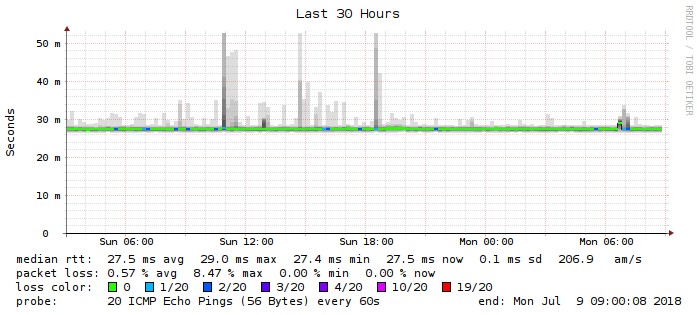 Last 30 Hours
RRDTOOL / TOBI OETIKER
Seconds
50 m
40 m
30 m
20 m
10 m
0
Sun 06:00 Sun 12:00 Sun 18:00 Mon 00:00 Mon 06:00
median rtt: 27.5 ms avg 29.0 ms max 27.4 ms min 27.5 ms now 0.1 ms sd 206.9 am/s
packet loss: 0.57 % avg 8.47 % max 0.00 % min 0.00 % now
loss color: 0 1/20 2/20 3/20 4/20 10/20 19/20
probe: 20 ICMP Echo Pings (56 Bytes) every 60s end: Mon Jul 9 09:00:08 2018